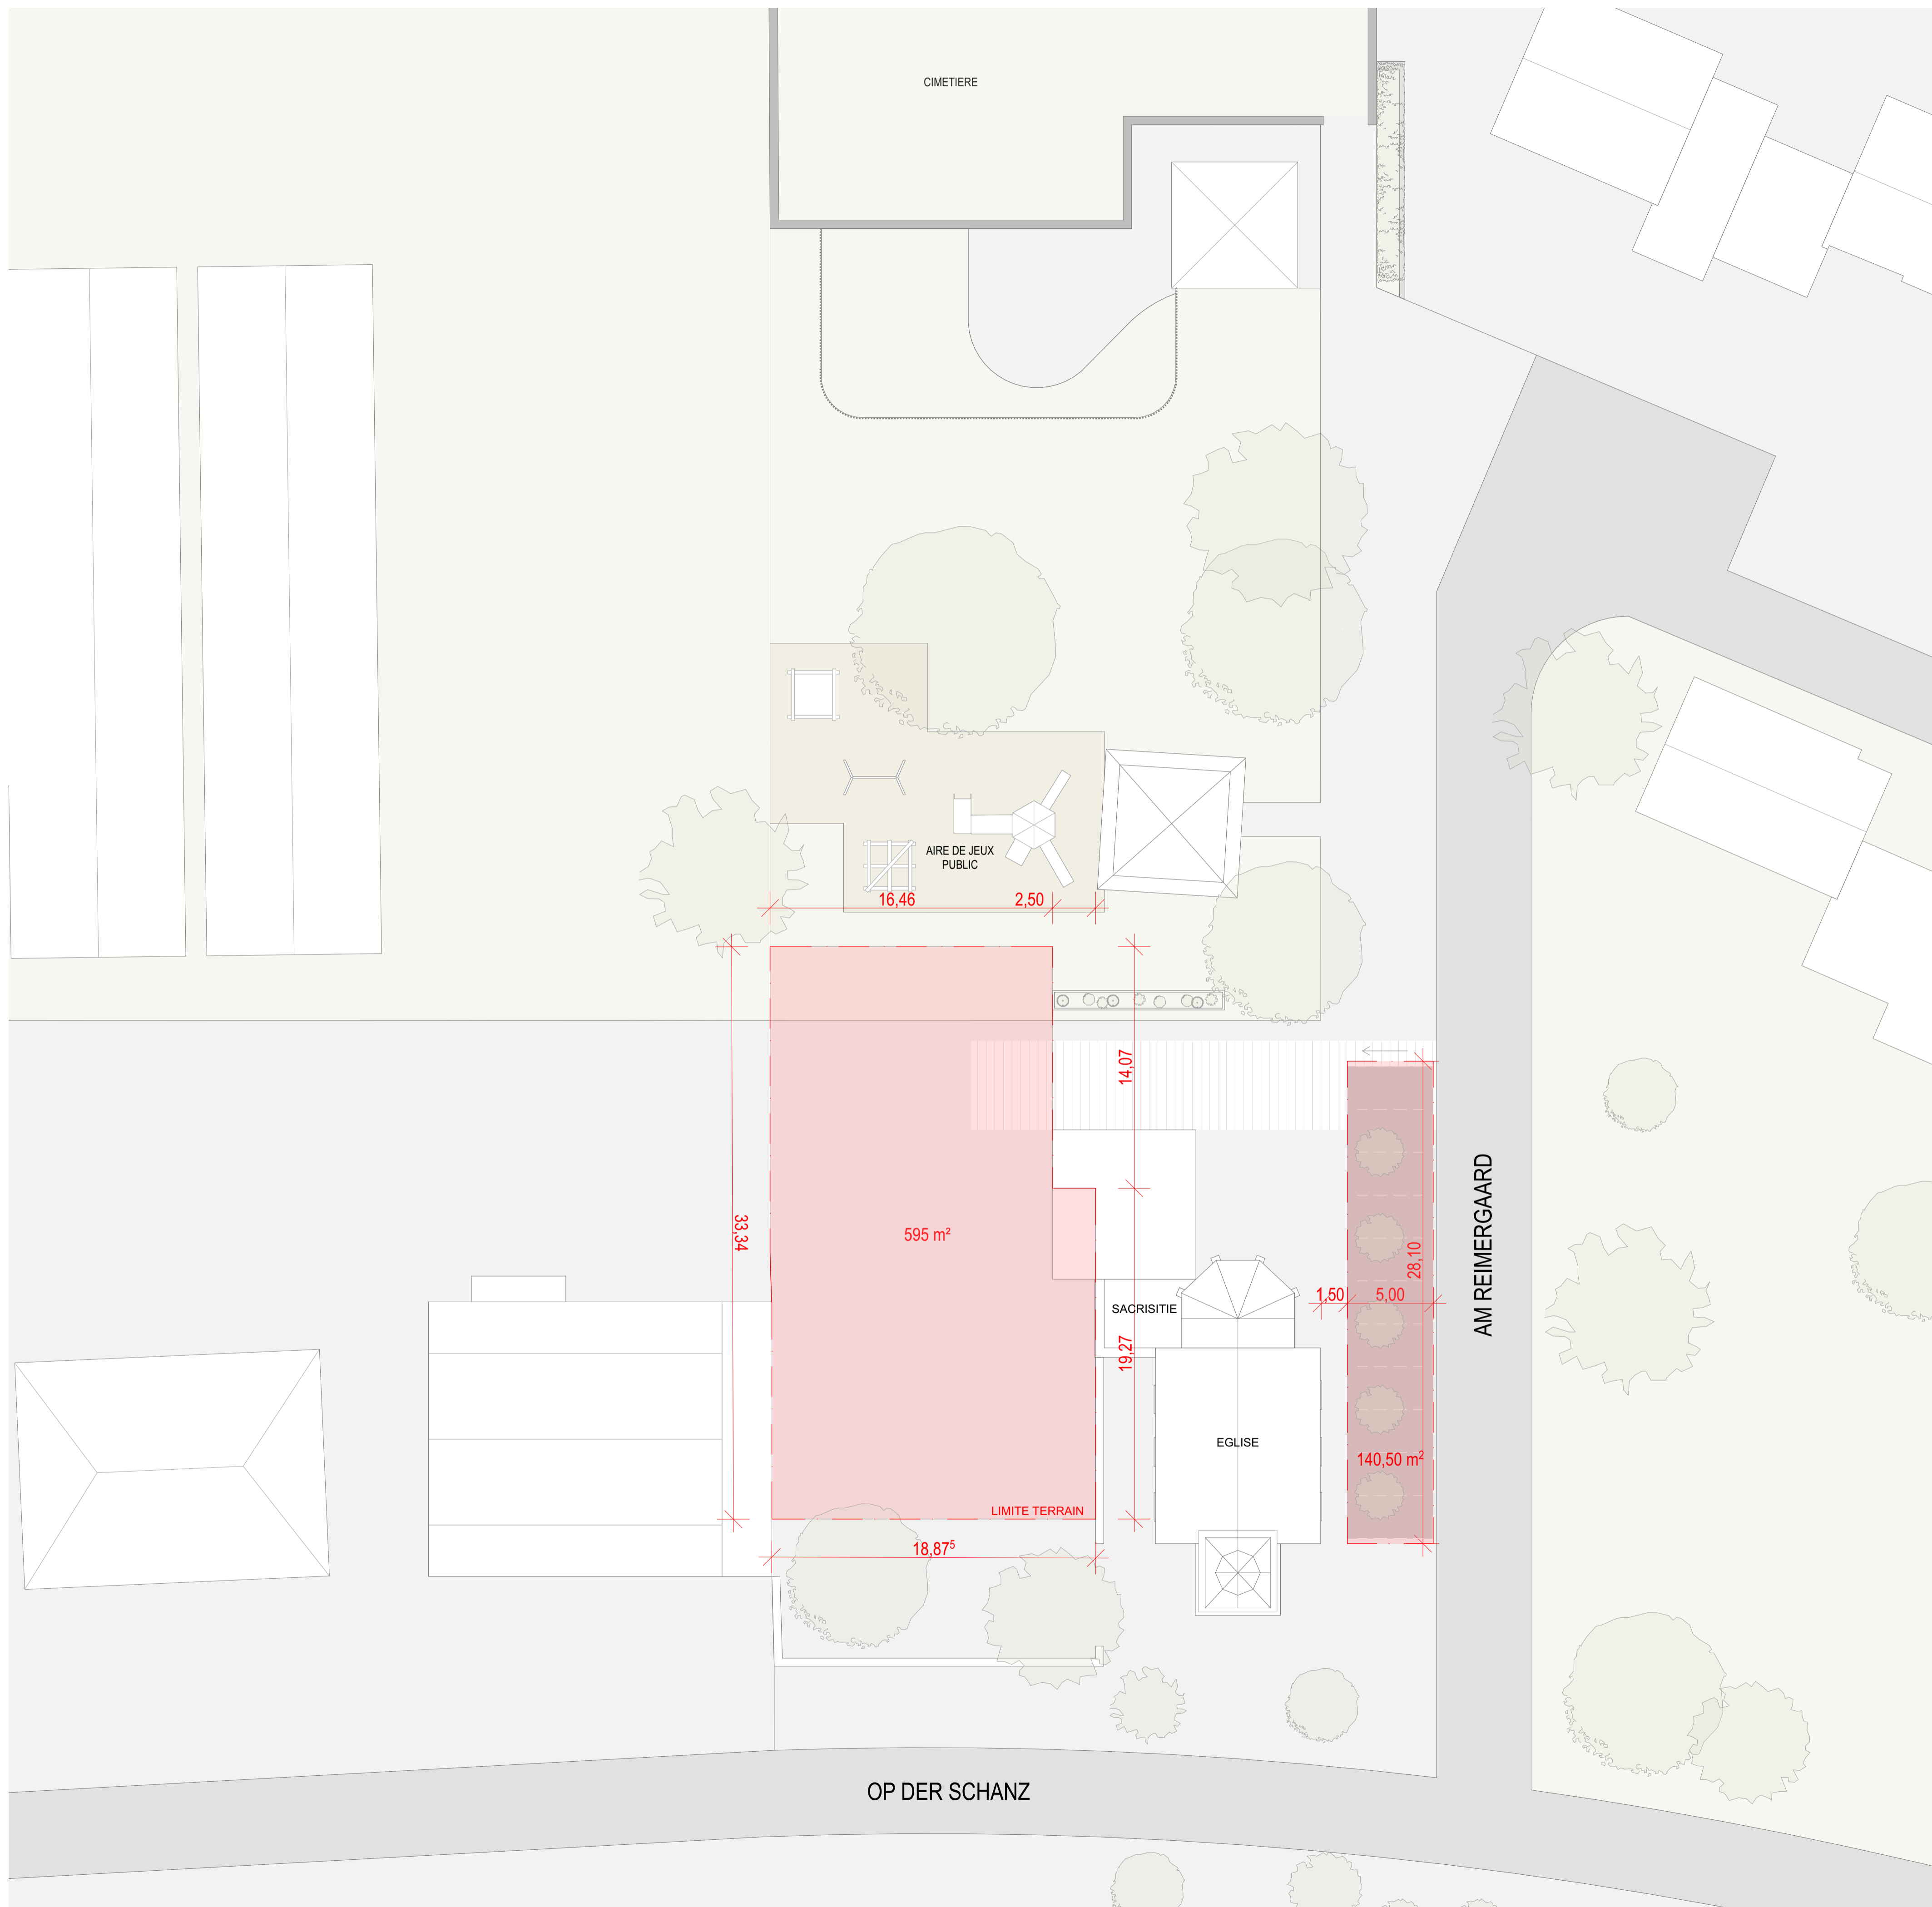 CIMETIERE
AIRE DE JEUX
PUBLIC
16,46
2,50
14,07
33,34
595 m²
AM REIMERGAARD
28,10
1,50
5,00
SACRISITIE
19,27
EGLISE
140,50 m²
LIMITE TERRAIN
18,87⁵
OP DER SCHANZ